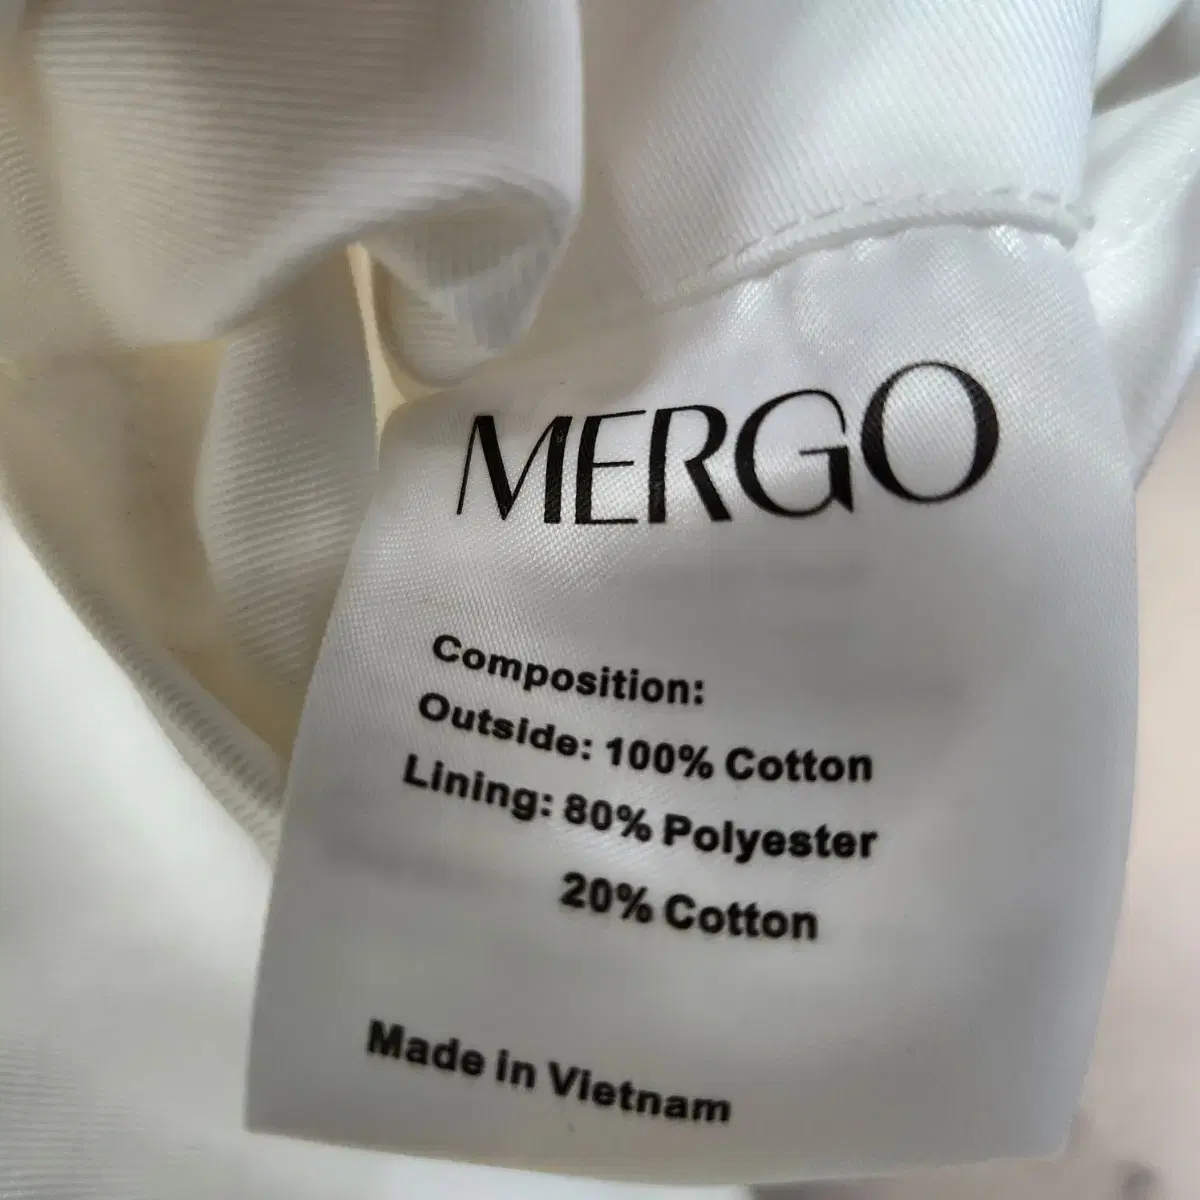 MERGO
Composition:
Outside: 100% Cotton
Lining: 80% Polyester
20% Cotton
Made in Vietnam